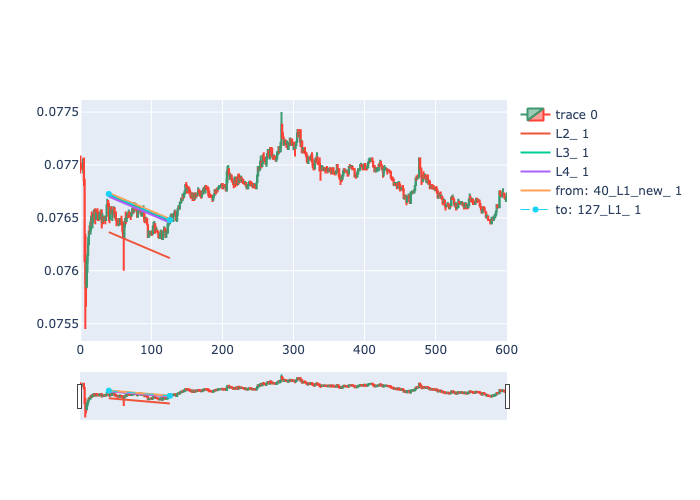 0.0775
0.077
0.0765
0.076
0.0755
0 100 200 300 400 500 600
trace 0
L2_ 1
L3_ 1
L4_ 1
from: 40_L1_new_ 1
to: 127_L1_ 1